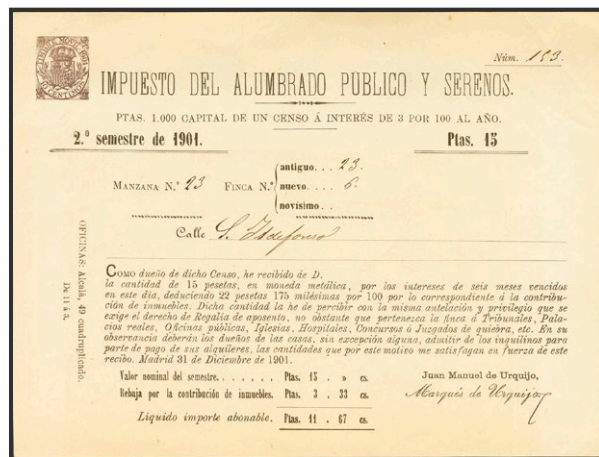 TIMBRE MOVIL 1901
10 CENTIMOS
Núm. 193.
IMPUESTO DEL ALUMBRADO PÚBLICO Y SERENOS.
PTAS. 1.000 CAPITAL DE UN CENSO Á INTERÉS DE 3 POR 100 AL AÑO.
2.º semestre de 1901. Ptas. 15
antiguo... 23.
MANZANA N.º 23 FINCA N.º nuevo.... 6.
novísimo..
Calle S. Ildefonso
OFICINAS: Alcalá, 49 cuadruplicado.
De 11 á 1.
COMO dueño de dicho Censo, he recibido de D.
la cantidad de 15 pesetas, en moneda metálica, por los intereses de seis meses vencidos
en este día, deduciendo 22 pesetas 175 milésimas por 100 por lo correspondiente á la contribu-
ción de inmuebles. Dicha cantidad la he de percibir con la misma antelación y privilegio que se
exige el derecho de Regalia de aposento, no obstante que pertenezca la finca á Tribunales, Pala-
cios reales, Oficinas públicas, Iglesias, Hospitales, Concursos ó Juzgados de quiebra, etc. En su
observancia deberán los dueños de las casas, sin excepción alguna, admitir de los inquilinos para
parte de pago de sus alquileres, las cantidades que por este motivo me satisfagan en fuerza de este
recibo. Madrid 31 de Diciembre de 1901.
Valor nominal del semestre...... Ptas. 15 . » cs.
Rebaja por la contribución de inmuebles. Ptas. 3 . 33 cs.
Líquido importe abonable. Ptas. 11 . 67 cs.
Juan Manuel de Urquijo,
Marqués de Urquijo